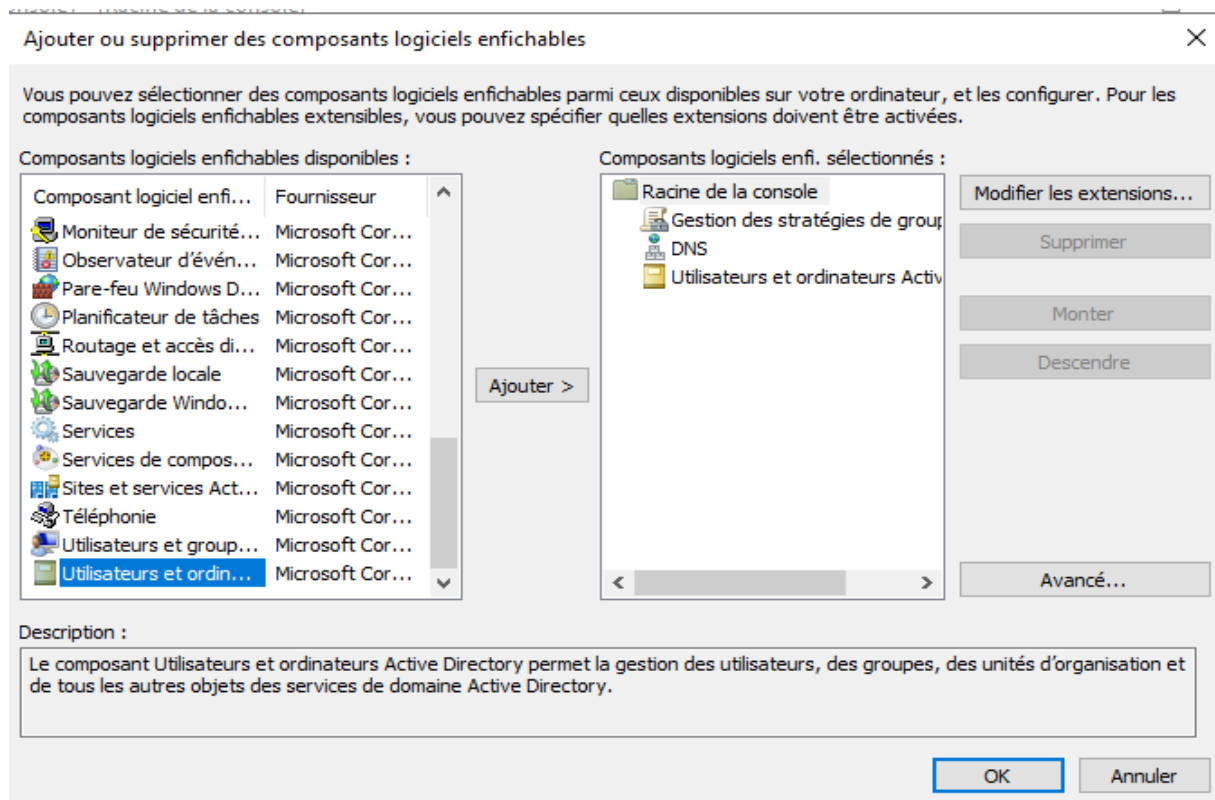 Ajouter ou supprimer des composants logiciels enfichables
Vous pouvez sélectionner des composants logiciels enfichables parmi ceux disponibles sur votre ordinateur, et les configurer. Pour les
composants logiciels enfichables extensibles, vous pouvez spécifier quelles extensions doivent être activées.
Composants logiciels enfichables disponibles :
Composant logiciel enfi... Fournisseur
Moniteur de sécurité... Microsoft Cor...
Observateur d'évén... Microsoft Cor...
Pare-feu Windows D... Microsoft Cor...
Planificateur de tâches Microsoft Cor...
Routage et accès di... Microsoft Cor...
Sauvegarde locale Microsoft Cor...
Sauvegarde Windo... Microsoft Cor...
Services Microsoft Cor...
Services de compos... Microsoft Cor...
Sites et services Act... Microsoft Cor...
Téléphonie Microsoft Cor...
Utilisateurs et group... Microsoft Cor...
Utilisateurs et ordin... Microsoft Cor...
Ajouter >
Composants logiciels enfi. sélectionnés :
Racine de la console
Gestion des stratégies de group
DNS
Utilisateurs et ordinateurs Activ
Modifier les extensions...
Supprimer
Monter
Descendre
Avancé...
Description :
Le composant Utilisateurs et ordinateurs Active Directory permet la gestion des utilisateurs, des groupes, des unités d'organisation et
de tous les autres objets des services de domaine Active Directory.
OK
Annuler